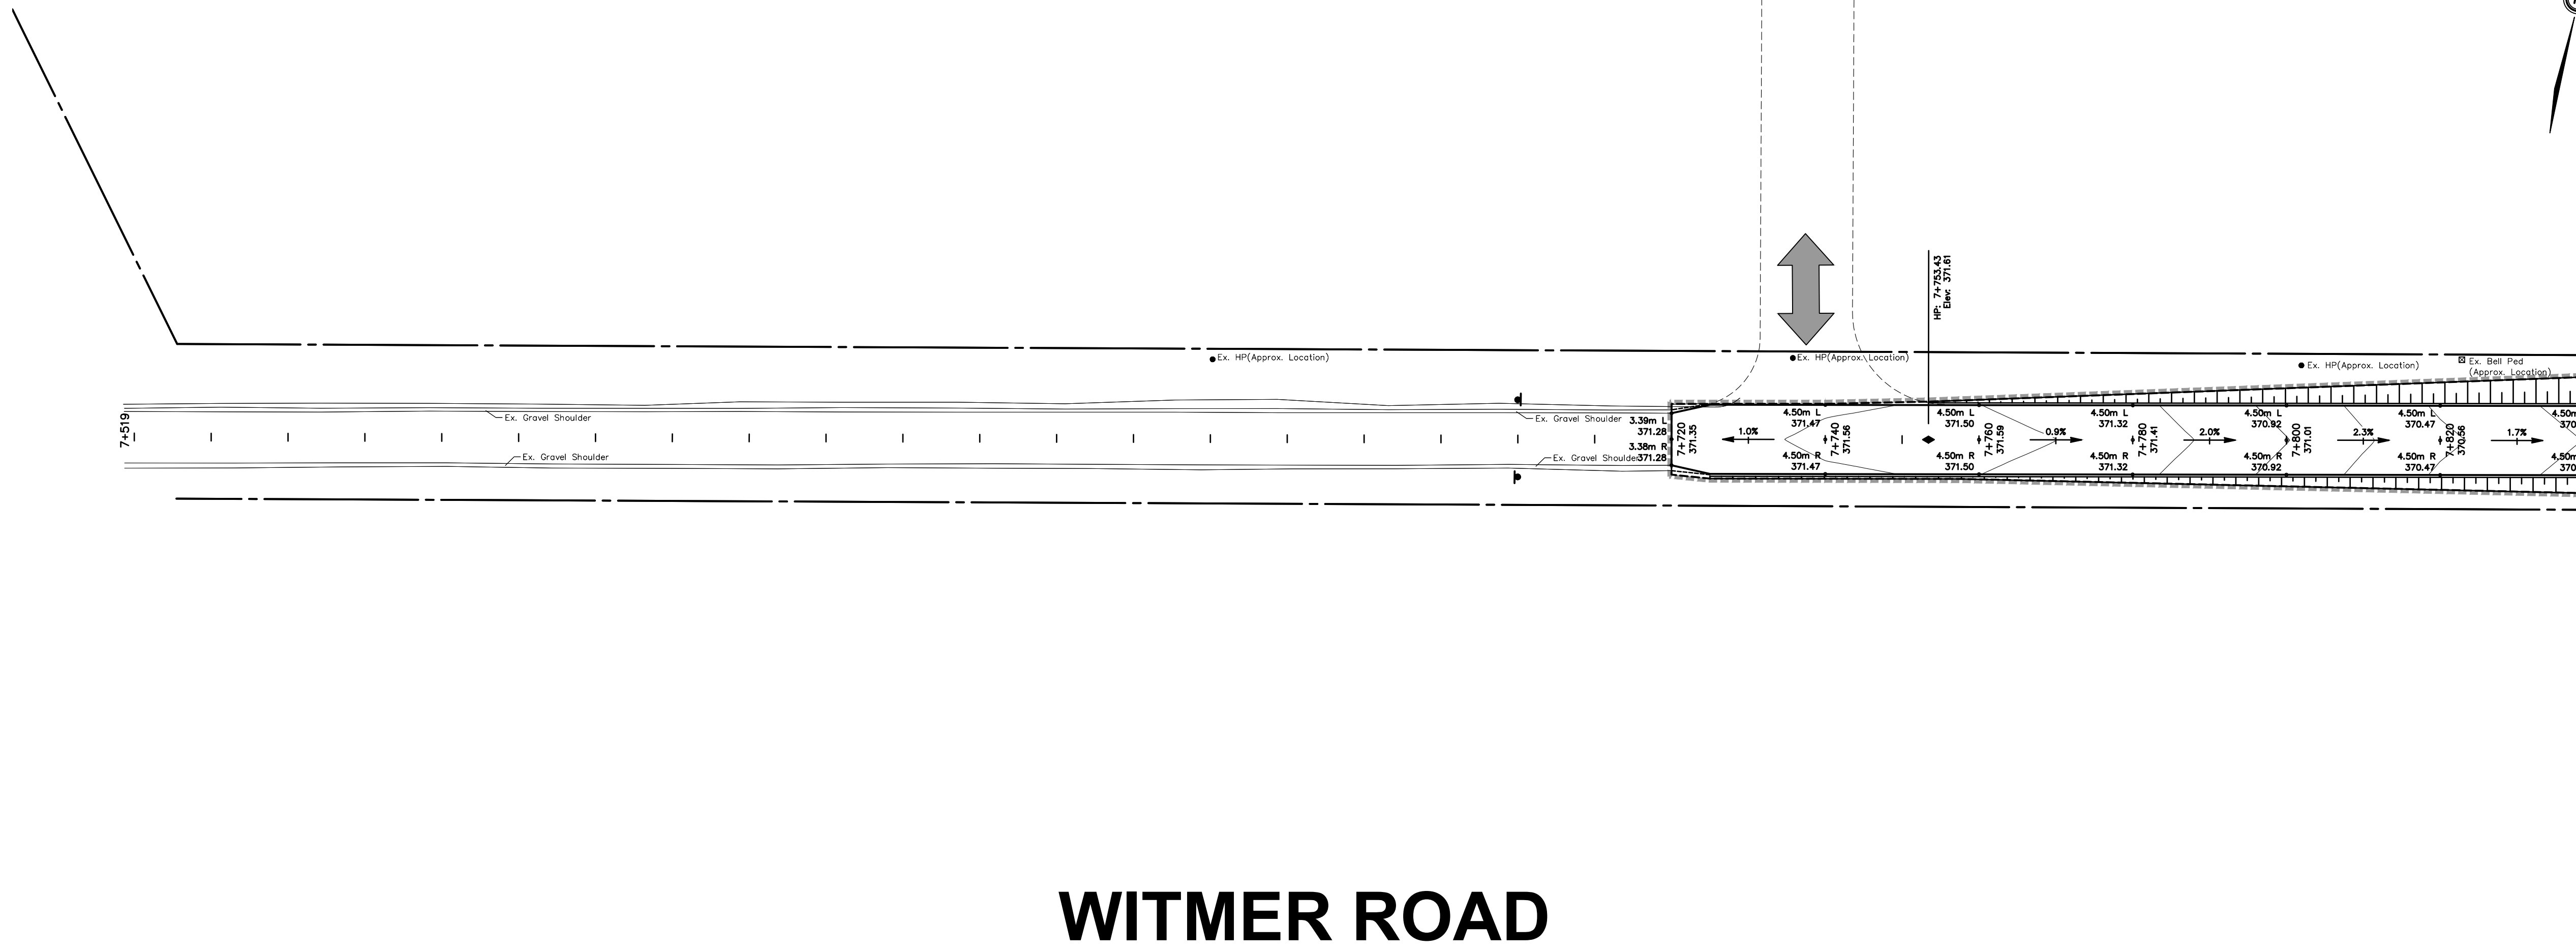 HP: 7+753.43
Elev: 371.61
Ex. HP(Approx. Location)
Ex. HP(Approx. Location)
Ex. HP(Approx. Location)
Ex. Bell Ped
(Approx. Location)
7+519
Ex. Gravel Shoulder
Ex. Gravel Shoulder
Ex. Gravel Shoulder
Ex. Gravel Shoulder
3.39m L
371.28
3.38m R
371.28
7+720
371.35
1.0%
4.50m L
371.47
7+740
371.56
4.50m R
371.47
4.50m L
371.50
7+760
371.59
4.50m R
371.50
0.9%
4.50m L
371.32
7+780
371.41
4.50m R
371.32
2.0%
4.50m L
370.92
7+800
371.01
4.50m R
370.92
2.3%
4.50m L
370.47
7+820
370.56
4.50m R
370.47
1.7%
WITMER ROAD